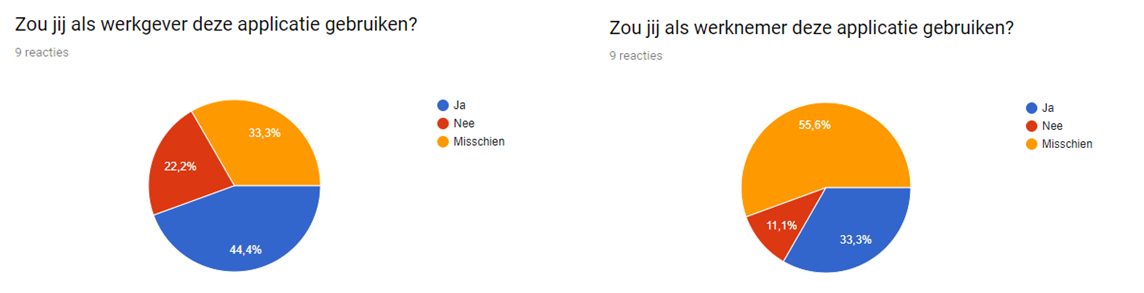 Zou jij als werkgever deze applicatie gebruiken?
9 reacties
Ja
Nee
Misschien
33,3%
22,2%
44,4%
Zou jij als werknemer deze applicatie gebruiken?
9 reacties
Ja
Nee
Misschien
55,6%
11,1%
33,3%